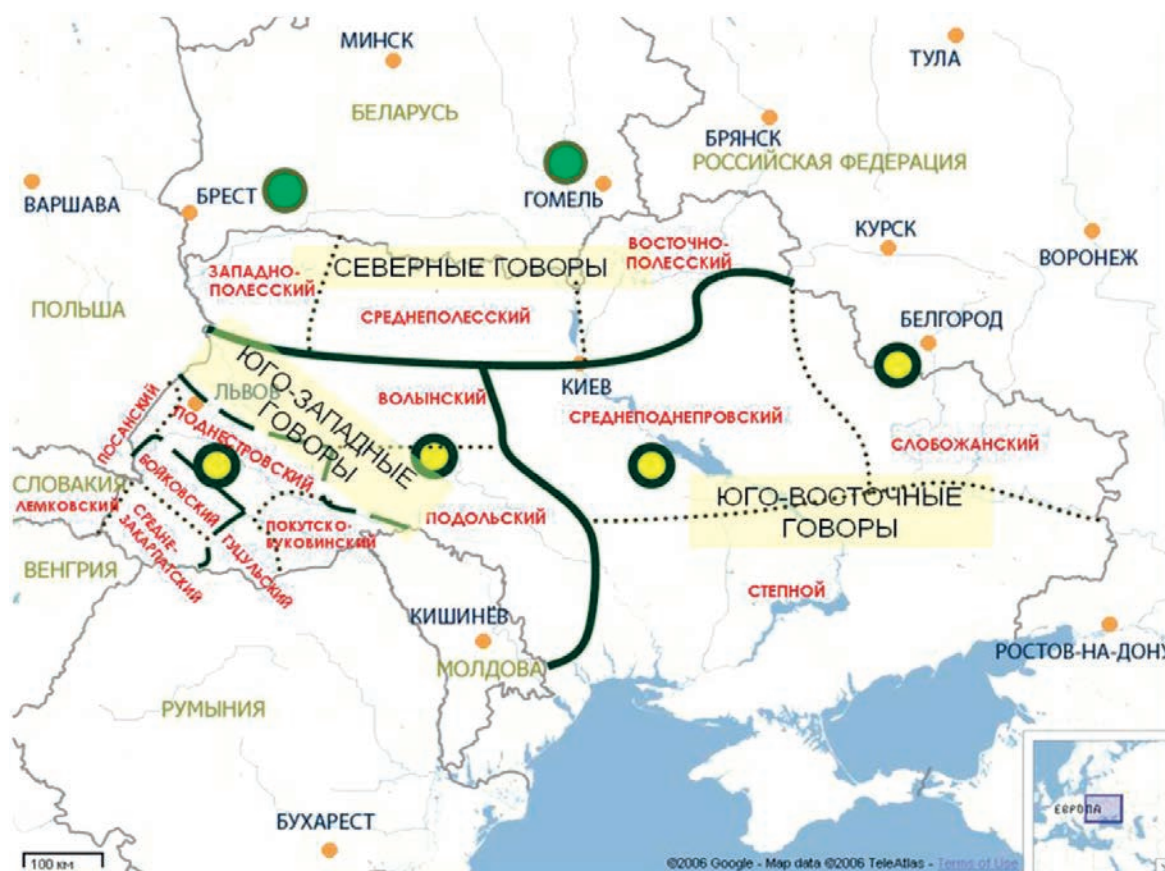 МИНСК
ТУЛА
БЕЛАРУСЬ
БРЯНСК
РОССИЙСКАЯ ФЕДЕРАЦИЯ
ВАРШАВА
БРЕСТ
ГОМЕЛЬ
КУРСК
ВОРОНЕЖ
ВОСТОЧНО-
ПОЛЕССКИЙ
ЗАПАДНО-
ПОЛЕССКИЙ
СЕВЕРНЫЕ ГОВОРЫ
ПОЛЬША
СРЕДНЕПОЛЕССКИЙ
БЕЛГОРОД
ЮГО-ЗАПАДНЫЕ
ГОВОРЫ
ЛЬВОВ
КИЕВ
ВОЛЫНСКИЙ
СРЕДНЕПОДНЕПРОВСКИЙ
СЛОБОЖАНСКИЙ
ПОСАНСКИЙ
ПОДНЕСТРОВСКИЙ
БОЙКОВСКИЙ
СЛОВАКИЯ
ЛЕМКОВСКИЙ
ЮГО-ВОСТОЧНЫЕ
ГОВОРЫ
ПОДОЛЬСКИЙ
ПОКУТСКО-
БУКОВИНСКИЙ
СРЕДНЕ-
ЗАКАРПАТСКИЙ
ГУЦУЛЬСКИЙ
ВЕНГРИЯ
СТЕПНОЙ
КИШИНЁВ
МОЛДОВА
РОСТОВ-НА-ДОНУ
РУМЫНИЯ
БУХАРЕСТ
ЕВРОПА
100 км
©2006 Google - Map data ©2006 TeleAtlas - Terms of Use